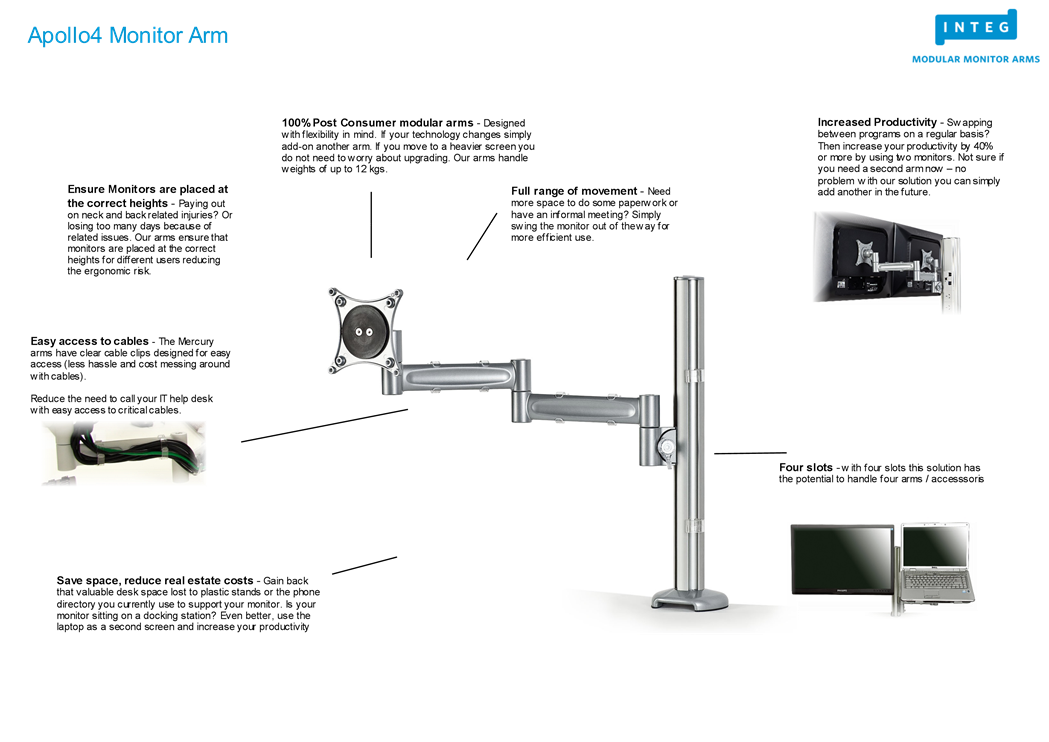 Apollo4 Monitor Arm
INTEG
MODULAR MONITOR ARMS
100% Post Consumer modular arms - Designed
with flexibility in mind. If your technology changes simply
add-on another arm. If you move to a heavier screen you
do not need to worry about upgrading. Our arms handle
weights of up to 12 kgs.
Increased Productivity - Swapping
between programs on a regular basis?
Then increase your productivity by 40%
or more by using two monitors. Not sure if
you need a second arm now – no
problem with our solution you can simply
add another in the future.
Ensure Monitors are placed at
the correct heights - Paying out
on neck and back related injuries? Or
losing too many days because of
related issues. Our arms ensure that
monitors are placed at the correct
heights for different users reducing
the ergonomic risk.
Full range of movement - Need
more space to do some paperwork or
have an informal meeting? Simply
swing the monitor out of the way for
more efficient use.
Easy access to cables - The Mercury
arms have clear cable clips designed for easy
access (less hassle and cost messing around
with cables).
Reduce the need to call your IT help desk
with easy access to critical cables.
Four slots - with four slots this solution has
the potential to handle four arms / accesssoris
Save space, reduce real estate costs - Gain back
that valuable desk space lost to plastic stands or the phone
directory you currently use to support your monitor. Is your
monitor sitting on a docking station? Even better, use the
laptop as a second screen and increase your productivity